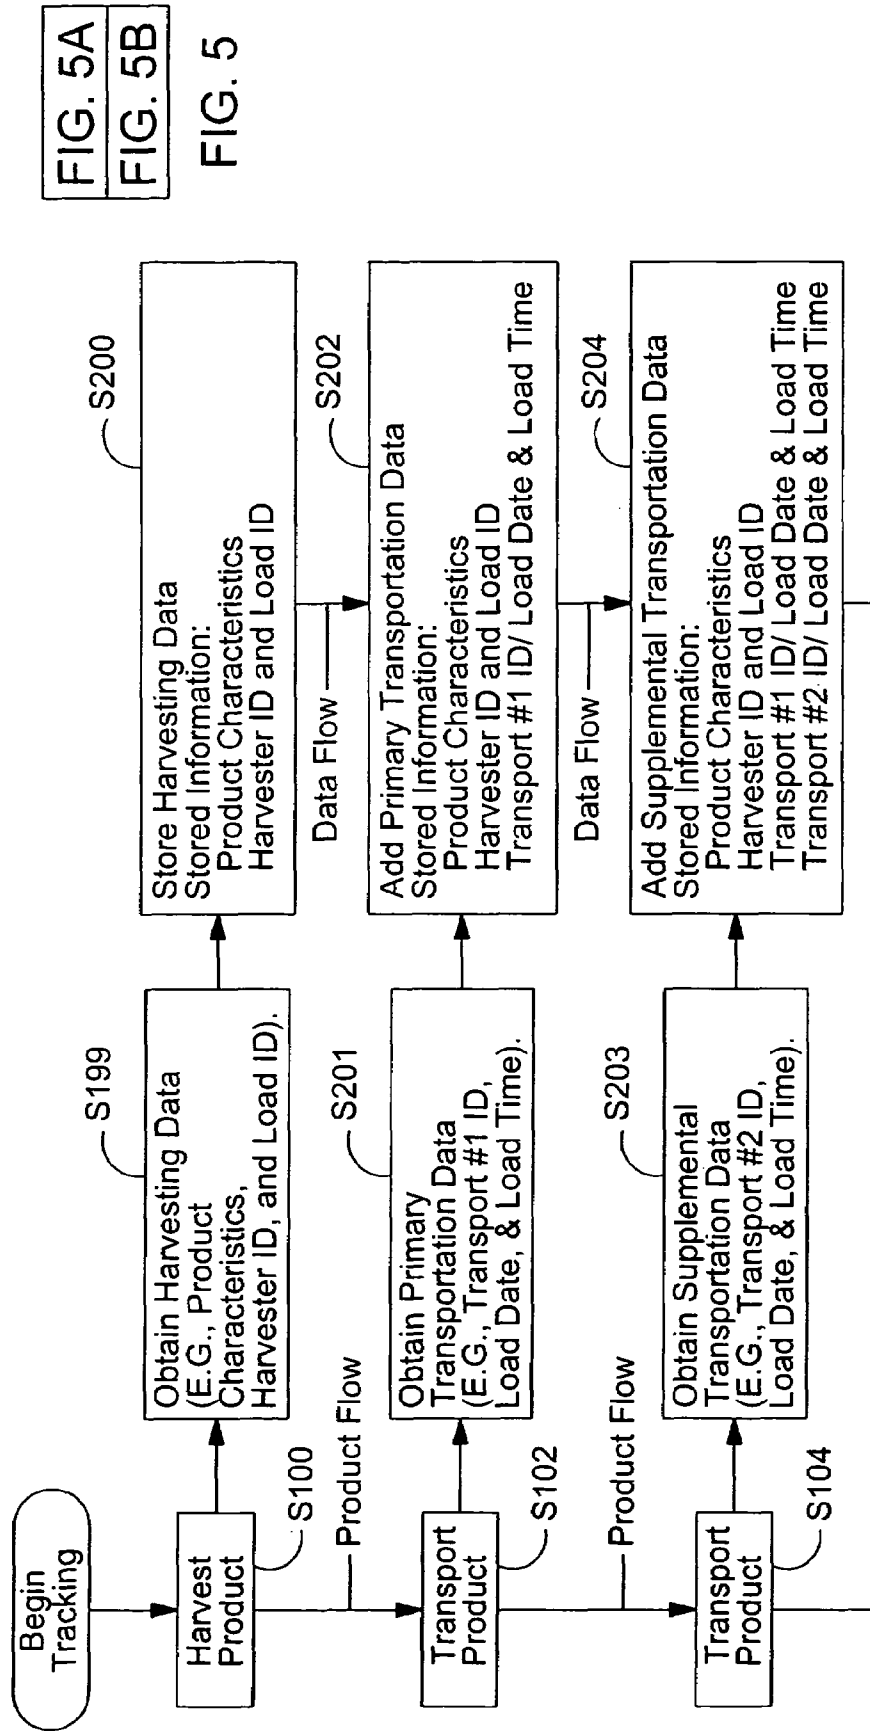 FIG. 5A
FIG. 5B
FIG. 5
Begin
Tracking
Harvest
Product
S100
Obtain Harvesting Data
(E.G., Product
Characteristics,
Harvester ID, and Load ID).
S199
Store Harvesting Data
Stored Information:
Product Characteristics
Harvester ID and Load ID
S200
Product Flow
Data Flow
Transport
Product
S102
Obtain Primary
Transportation Data
(E.G., Transport #1 ID,
Load Date, & Load Time).
S201
Add Primary Transportation Data
Stored Information:
Product Characteristics
Harvester ID and Load ID
Transport #1 ID/ Load Date & Load Time
S202
Product Flow
Data Flow
Transport
Product
S104
Obtain Supplemental
Transportation Data
(E.G., Transport #2 ID,
Load Date, & Load Time).
S203
Add Supplemental Transportation Data
Stored Information:
Product Characteristics
Harvester ID and Load ID
Transport #1 ID/ Load Date & Load Time
Transport #2 ID/ Load Date & Load Time
S204